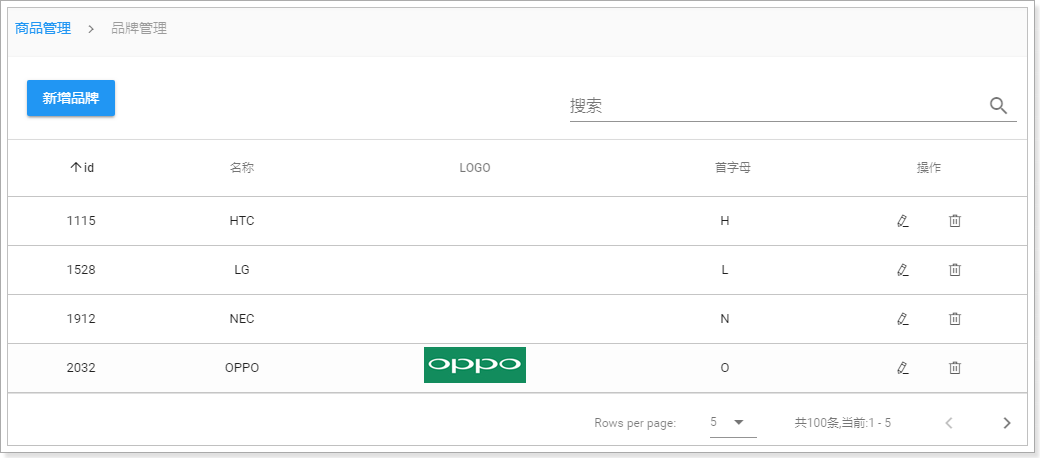 商品管理 > 品牌管理
新增品牌
搜索
id 名称 LOGO 首字母 操作
1115 HTC H
1528 LG L
1912 NEC N
2032 OPPO oppo O
Rows per page: 5 共100条,当前:1 - 5